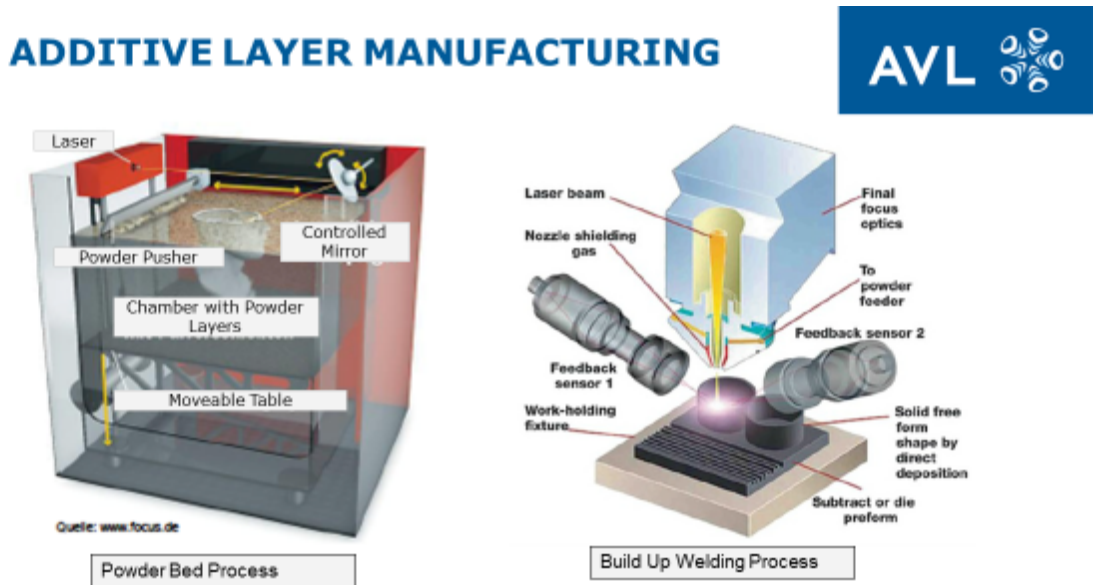 ADDITIVE LAYER MANUFACTURING
AVL
Laser
Controlled
Mirror
Powder Pusher
Chamber with Powder
Layers
Moveable Table
Quelle: www.focus.de
Powder Bed Process
Laser beam
Nozzle shielding
gas
Final
focus
optics
To
powder
feeder
Feedback sensor 2
Feedback
sensor 1
Work-holding
fixture
Solid free
form
shape by
direct
deposition
Subtract or die
preform
Build Up Welding Process